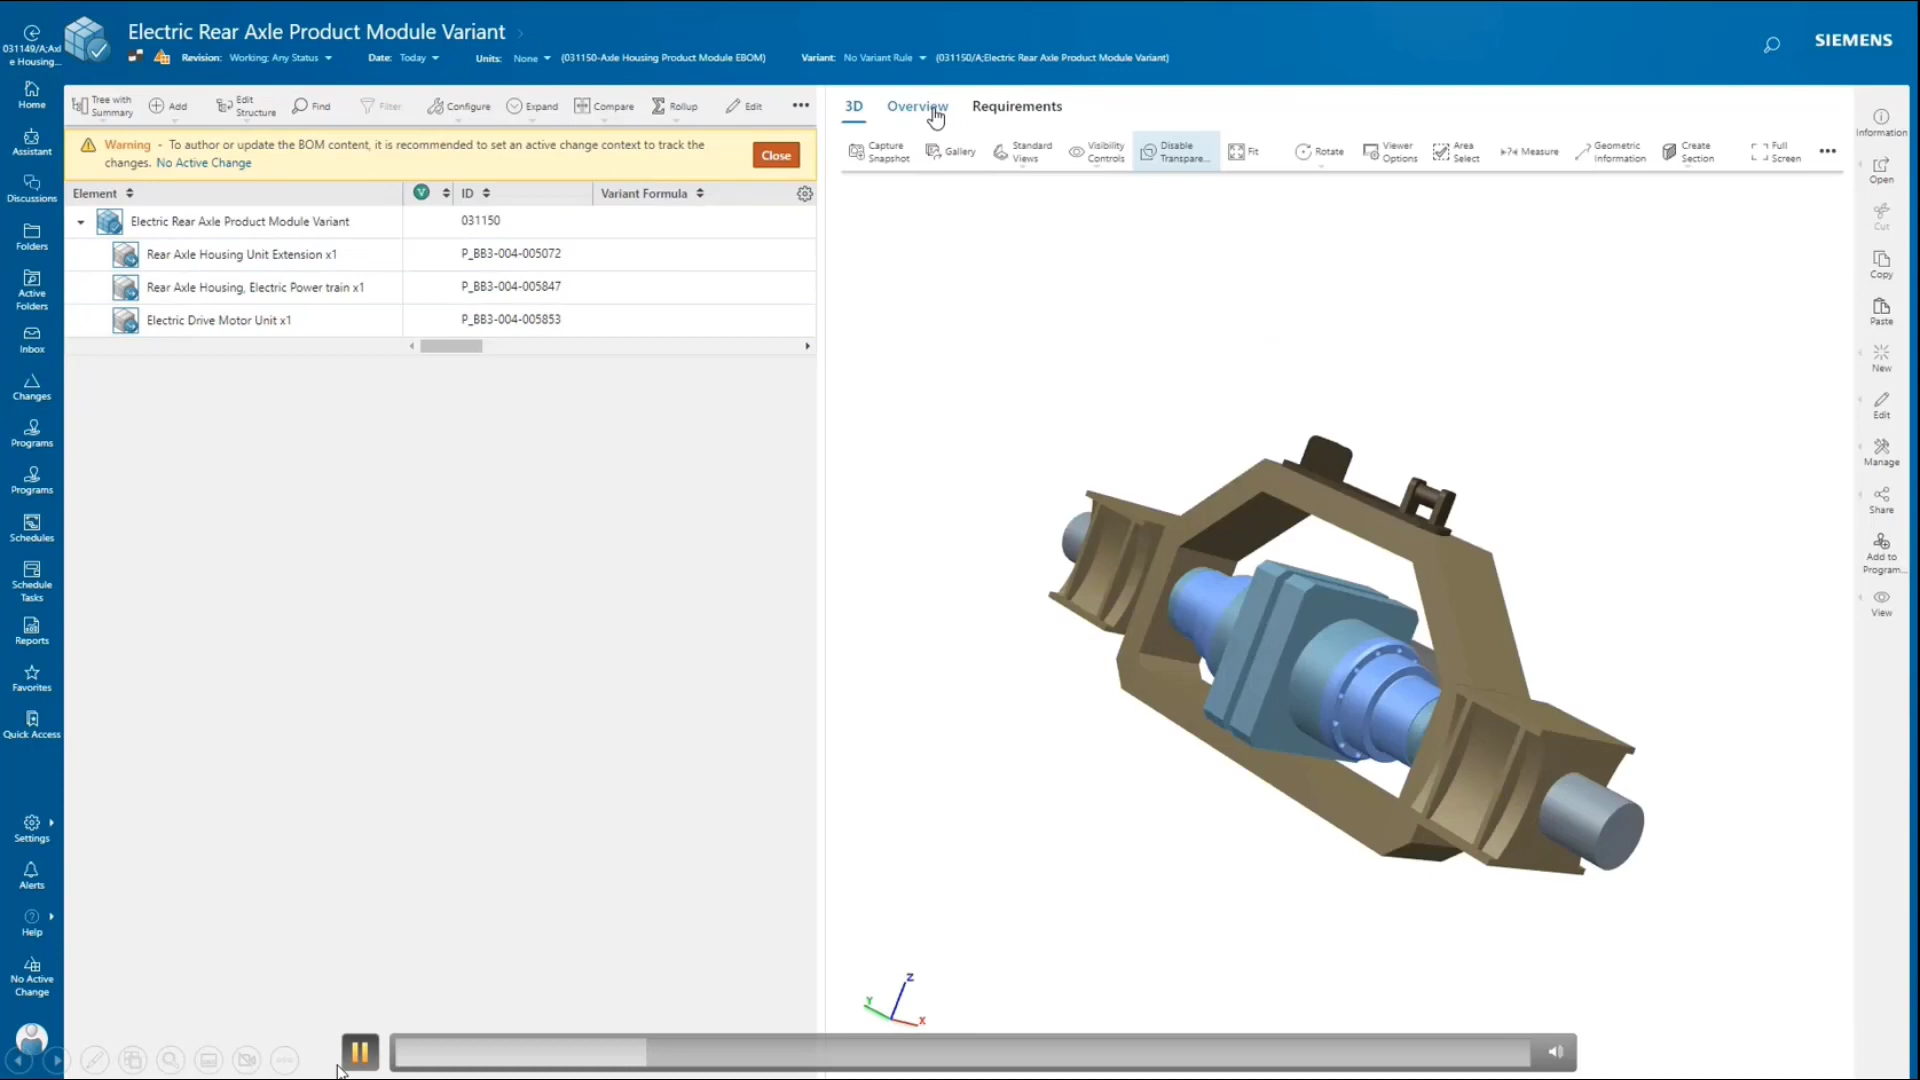 031149/A;Axl
e Housing...
Electric Rear Axle Product Module Variant
Revision: Working; Any Status
Date: Today
Units: None
(031150-Axle Housing Product Module EBOM)
Variant: No Variant Rule
(031150/A;Electric Rear Axle Product Module Variant)
SIEMENS
Home
Assistant
Discussions
Folders
Active
Folders
Inbox
Changes
Programs
Programs
Schedules
Schedule
Tasks
Reports
Favorites
Quick Access
Settings
Alerts
Help
No Active
Change
Tree with
Summary
Add
Edit
Structure
Find
Filter
Configure
Expand
Compare
Rollup
Edit
Warning - To author or update the BOM content, it is recommended to set an active change context to track the
changes. No Active Change
Close
Element
V
ID
Variant Formula
Electric Rear Axle Product Module Variant
031150
Rear Axle Housing Unit Extension x1
P_BB3-004-005072
Rear Axle Housing, Electric Power train x1
P_BB3-004-005847
Electric Drive Motor Unit x1
P_BB3-004-005853
3D
Overview
Requirements
Capture
Snapshot
Gallery
Standard
Views
Visibility
Controls
Disable
Transpare...
Fit
Rotate
Viewer
Options
Area
Select
Measure
Geometric
Information
Create
Section
Full
Screen
Z
Y
X
Information
Open
Cut
Copy
Paste
New
Edit
Manage
Share
Add to
Program...
View